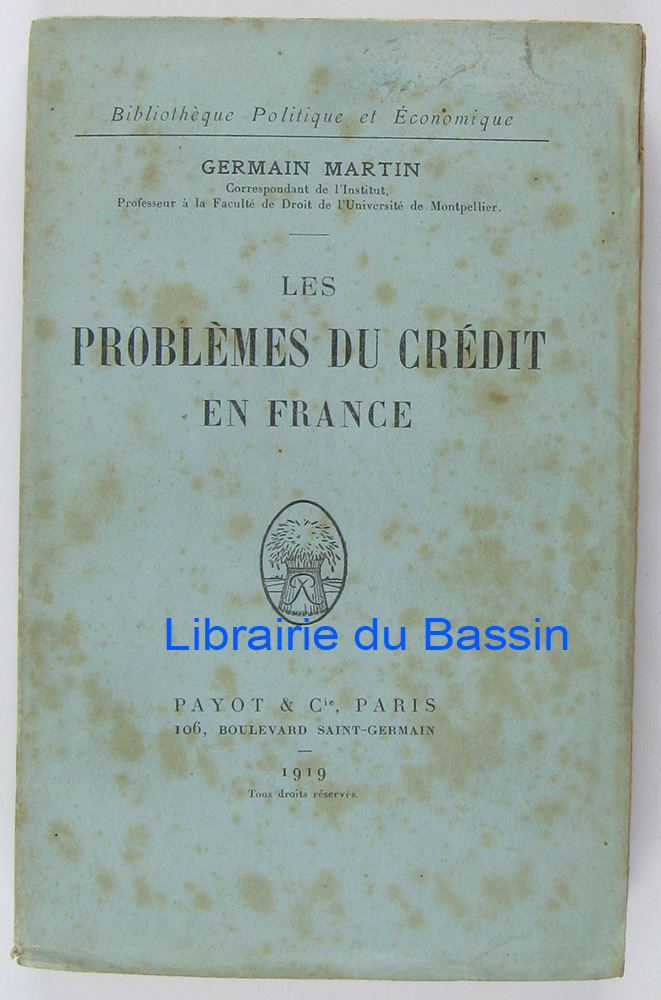 Bibliothèque Politique et Économique
GERMAIN MARTIN
Correspondant de l'Institut,
Professeur à la Faculté de Droit de l'Université de Montpellier.
LES
PROBLÈMES DU CRÉDIT
EN FRANCE
Librairie du Bassin
PAYOT & Cie, PARIS
106, BOULEVARD SAINT-GERMAIN
1919
Tous droits réservés.